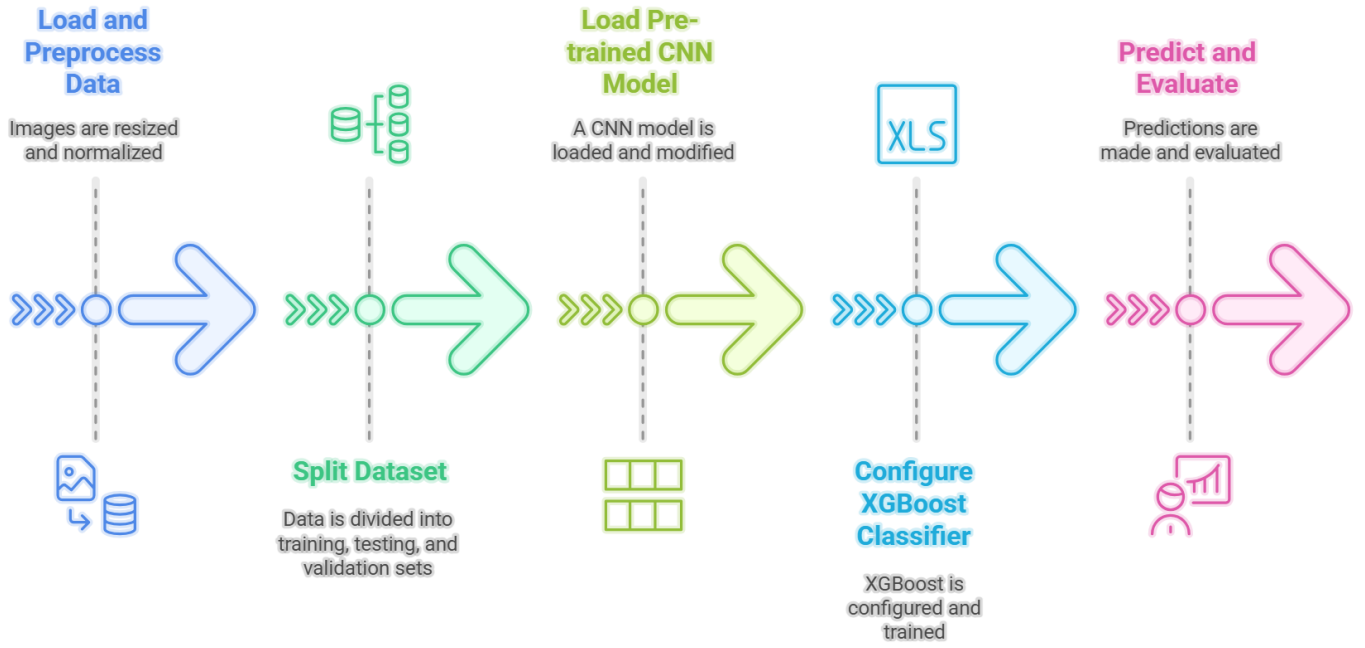 Load and
Preprocess
Data
Images are resized
and normalized
Split Dataset
Data is divided into
training, testing, and
validation sets
Load Pre-
trained CNN
Model
A CNN model is
loaded and modified
XLS
Configure
XGBoost
Classifier
XGBoost is
configured and
trained
Predict and
Evaluate
Predictions are
made and evaluated